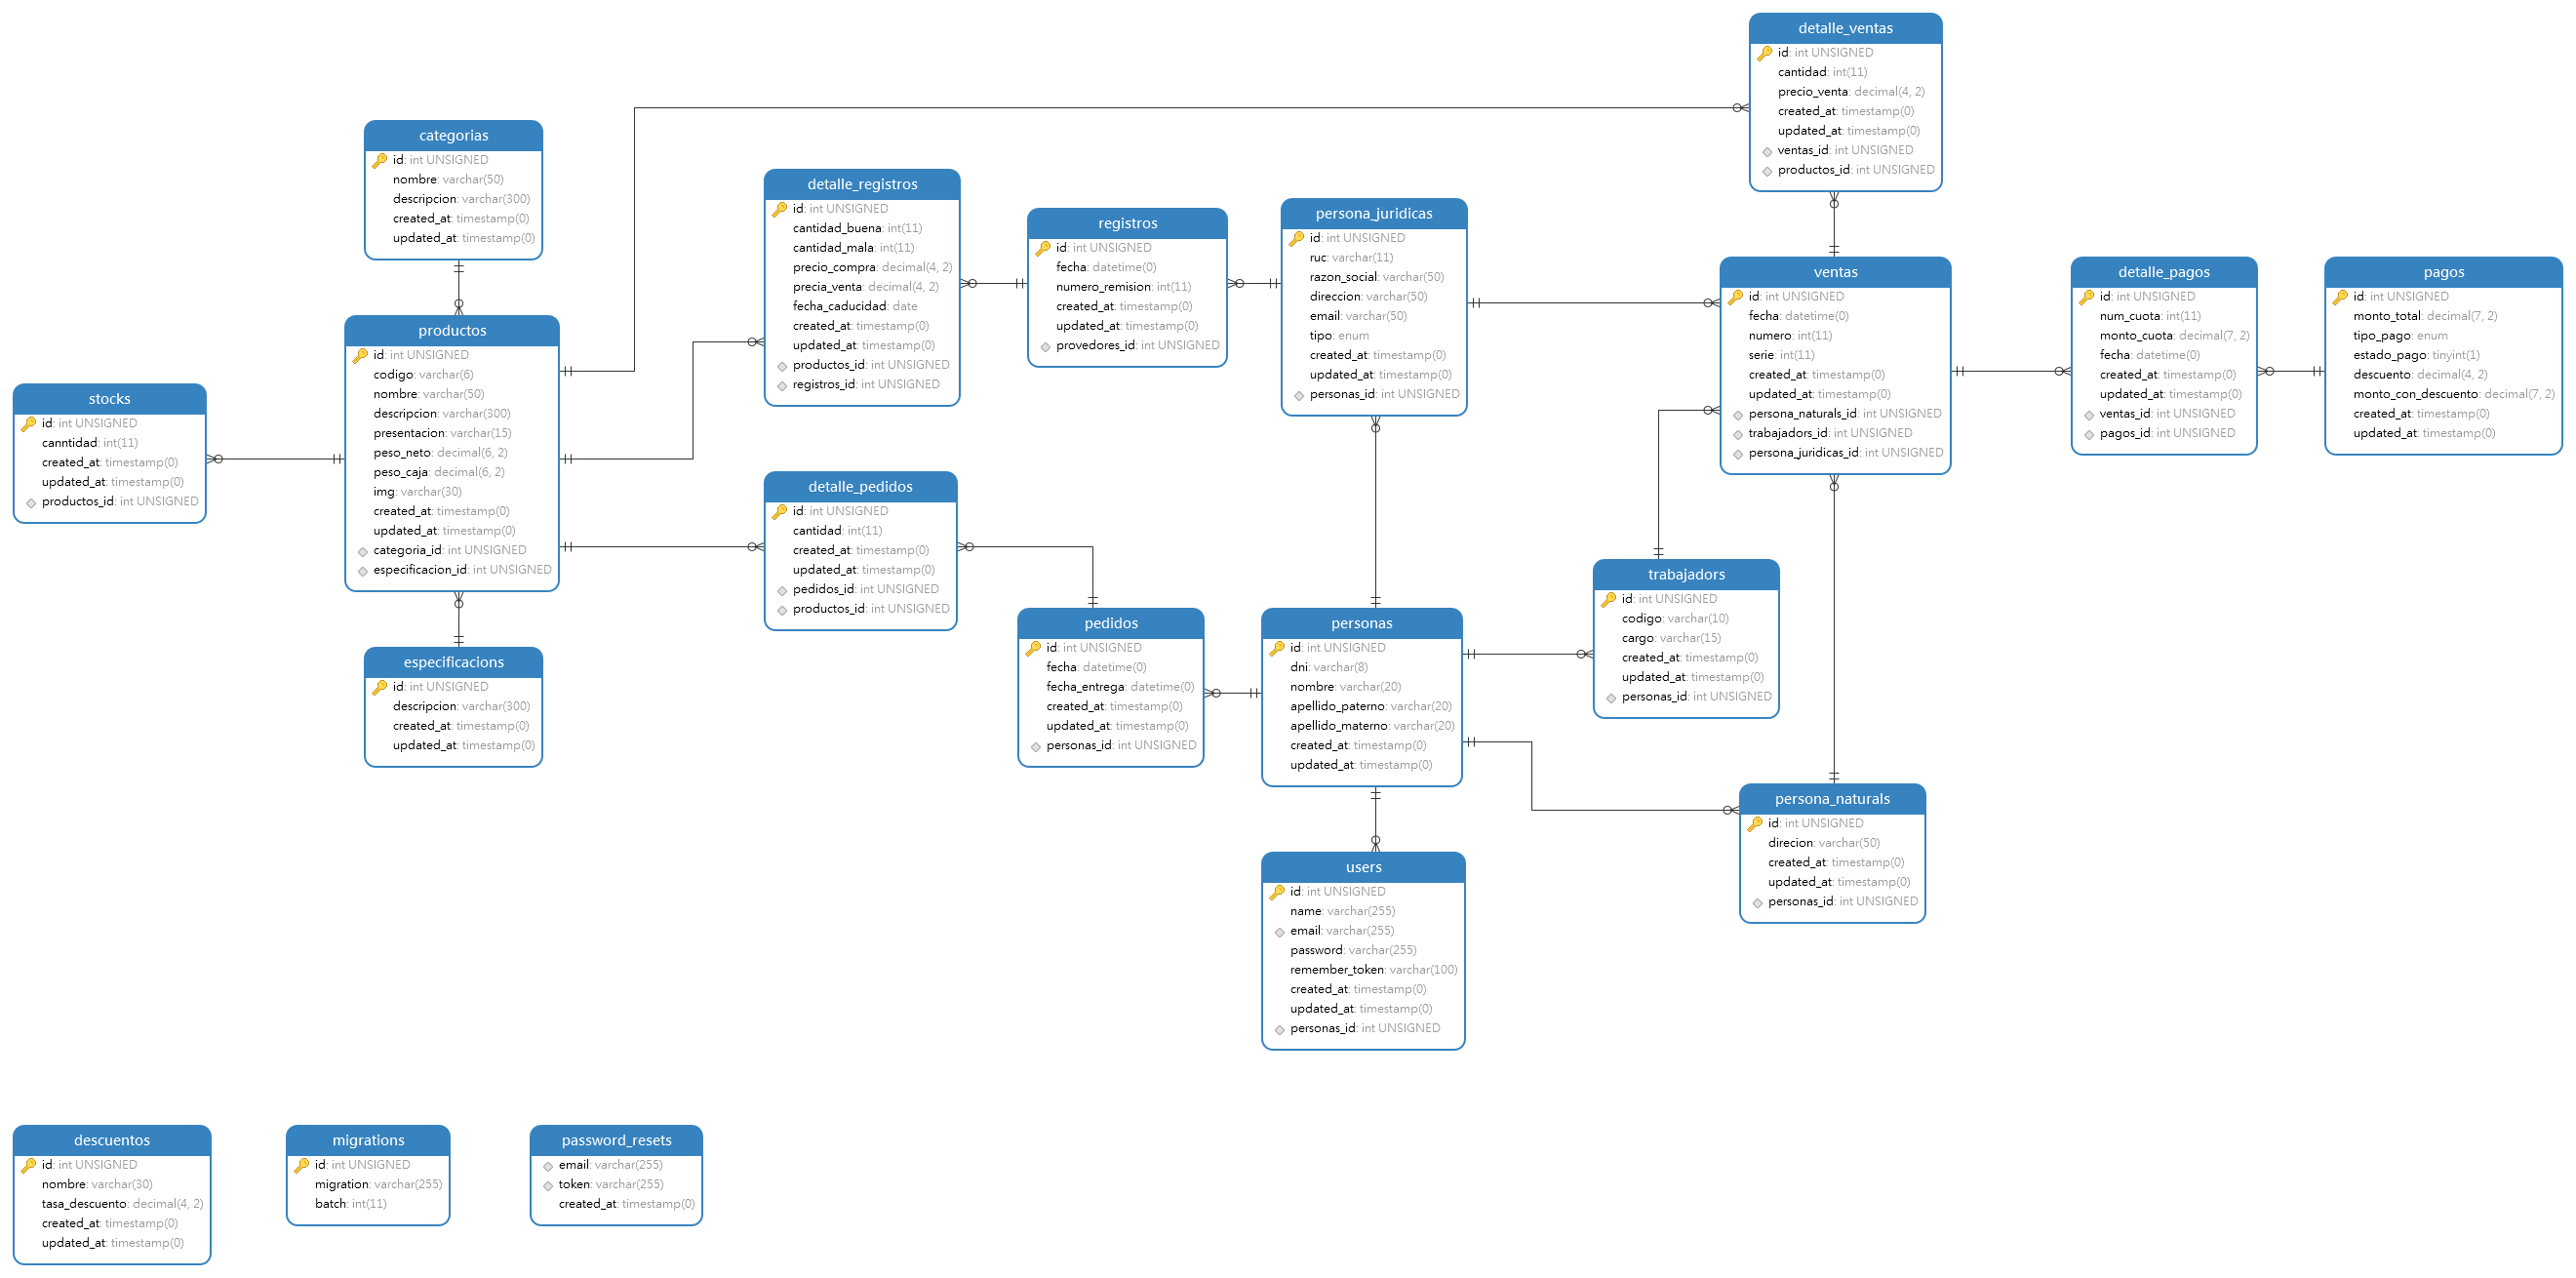 detalle_ventas
id: int UNSIGNED
cantidad: int(11)
precio_venta: decimal(4, 2)
created_at: timestamp(0)
updated_at: timestamp(0)
ventas_id: int UNSIGNED
productos_id: int UNSIGNED
categorias
id: int UNSIGNED
nombre: varchar(50)
descripcion: varchar(300)
created_at: timestamp(0)
updated_at: timestamp(0)
detalle_registros
id: int UNSIGNED
cantidad_buena: int(11)
cantidad_mala: int(11)
precio_compra: decimal(4, 2)
precia_venta: decimal(4, 2)
fecha_caducidad: date
created_at: timestamp(0)
updated_at: timestamp(0)
productos_id: int UNSIGNED
registros_id: int UNSIGNED
registros
id: int UNSIGNED
fecha: datetime(0)
numero_remision: int(11)
created_at: timestamp(0)
updated_at: timestamp(0)
provedores_id: int UNSIGNED
persona_juridicas
id: int UNSIGNED
ruc: varchar(11)
razon_social: varchar(50)
direccion: varchar(50)
email: varchar(50)
tipo: enum
created_at: timestamp(0)
updated_at: timestamp(0)
personas_id: int UNSIGNED
ventas
id: int UNSIGNED
fecha: datetime(0)
numero: int(11)
serie: int(11)
created_at: timestamp(0)
updated_at: timestamp(0)
persona_naturals_id: int UNSIGNED
trabajadors_id: int UNSIGNED
persona_juridicas_id: int UNSIGNED
detalle_pagos
id: int UNSIGNED
num_cuota: int(11)
monto_cuota: decimal(7, 2)
fecha: datetime(0)
created_at: timestamp(0)
updated_at: timestamp(0)
ventas_id: int UNSIGNED
pagos_id: int UNSIGNED
pagos
id: int UNSIGNED
monto_total: decimal(7, 2)
tipo_pago: enum
estado_pago: tinyint(1)
descuento: decimal(4, 2)
monto_con_descuento: decimal(7, 2)
created_at: timestamp(0)
updated_at: timestamp(0)
productos
id: int UNSIGNED
codigo: varchar(6)
nombre: varchar(50)
descripcion: varchar(300)
presentacion: varchar(15)
peso_neto: decimal(6, 2)
peso_caja: decimal(6, 2)
img: varchar(30)
created_at: timestamp(0)
updated_at: timestamp(0)
categoria_id: int UNSIGNED
especificacion_id: int UNSIGNED
stocks
id: int UNSIGNED
canntidad: int(11)
created_at: timestamp(0)
updated_at: timestamp(0)
productos_id: int UNSIGNED
detalle_pedidos
id: int UNSIGNED
cantidad: int(11)
created_at: timestamp(0)
updated_at: timestamp(0)
pedidos_id: int UNSIGNED
productos_id: int UNSIGNED
trabajadors
id: int UNSIGNED
codigo: varchar(10)
cargo: varchar(15)
created_at: timestamp(0)
updated_at: timestamp(0)
personas_id: int UNSIGNED
pedidos
id: int UNSIGNED
fecha: datetime(0)
fecha_entrega: datetime(0)
created_at: timestamp(0)
updated_at: timestamp(0)
personas_id: int UNSIGNED
personas
id: int UNSIGNED
dni: varchar(8)
nombre: varchar(20)
apellido_paterno: varchar(20)
apellido_materno: varchar(20)
created_at: timestamp(0)
updated_at: timestamp(0)
especificacions
id: int UNSIGNED
descripcion: varchar(300)
created_at: timestamp(0)
updated_at: timestamp(0)
persona_naturals
id: int UNSIGNED
direcion: varchar(50)
created_at: timestamp(0)
updated_at: timestamp(0)
personas_id: int UNSIGNED
users
id: int UNSIGNED
name: varchar(255)
email: varchar(255)
password: varchar(255)
remember_token: varchar(100)
created_at: timestamp(0)
updated_at: timestamp(0)
personas_id: int UNSIGNED
descuentos
id: int UNSIGNED
nombre: varchar(30)
tasa_descuento: decimal(4, 2)
created_at: timestamp(0)
updated_at: timestamp(0)
migrations
id: int UNSIGNED
migration: varchar(255)
batch: int(11)
password_resets
email: varchar(255)
token: varchar(255)
created_at: timestamp(0)